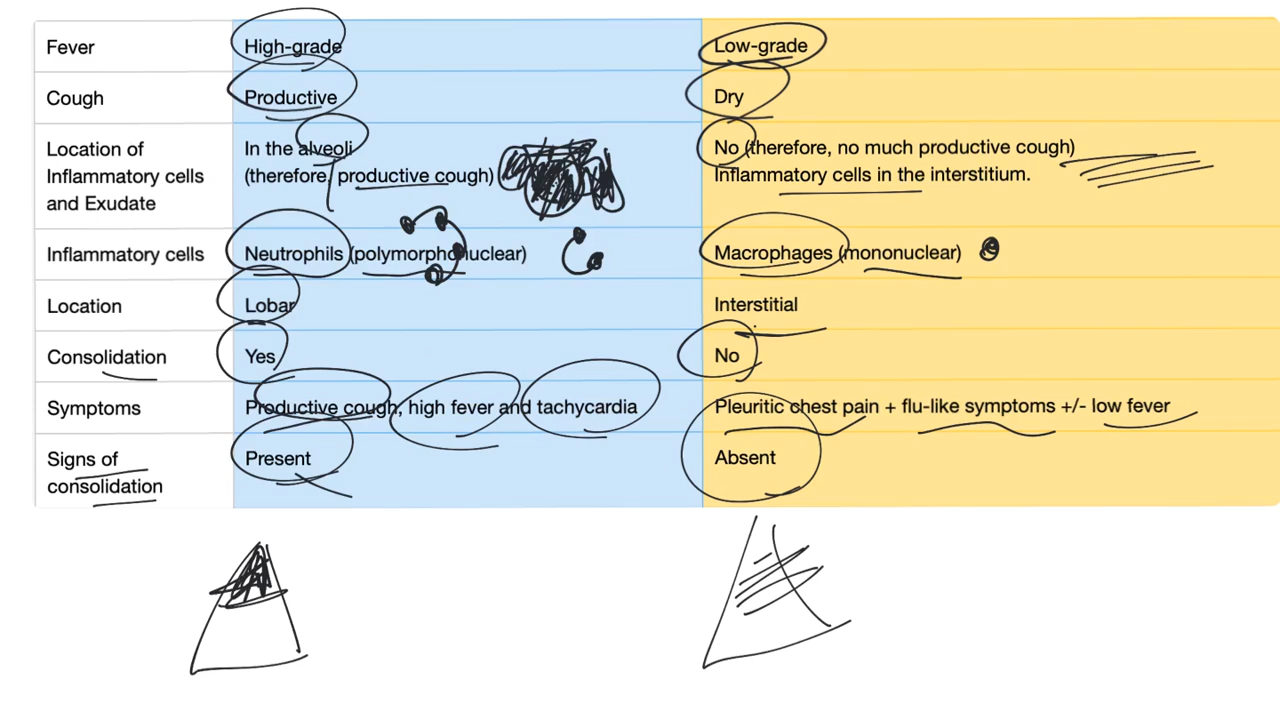 Fever High-grade Low-grade
Cough Productive Dry
Location of Inflammatory cells and Exudate
In the alveoli
(therefore, productive cough)
No (therefore, no much productive cough)
Inflammatory cells in the interstitium.
Inflammatory cells Neutrophils (polymorphonuclear) Macrophages (mononuclear)
Location Lobar Interstitial
Consolidation Yes No
Symptoms Productive cough, high fever and tachycardia Pleuritic chest pain + flu-like symptoms +/- low fever
Signs of consolidation Present Absent